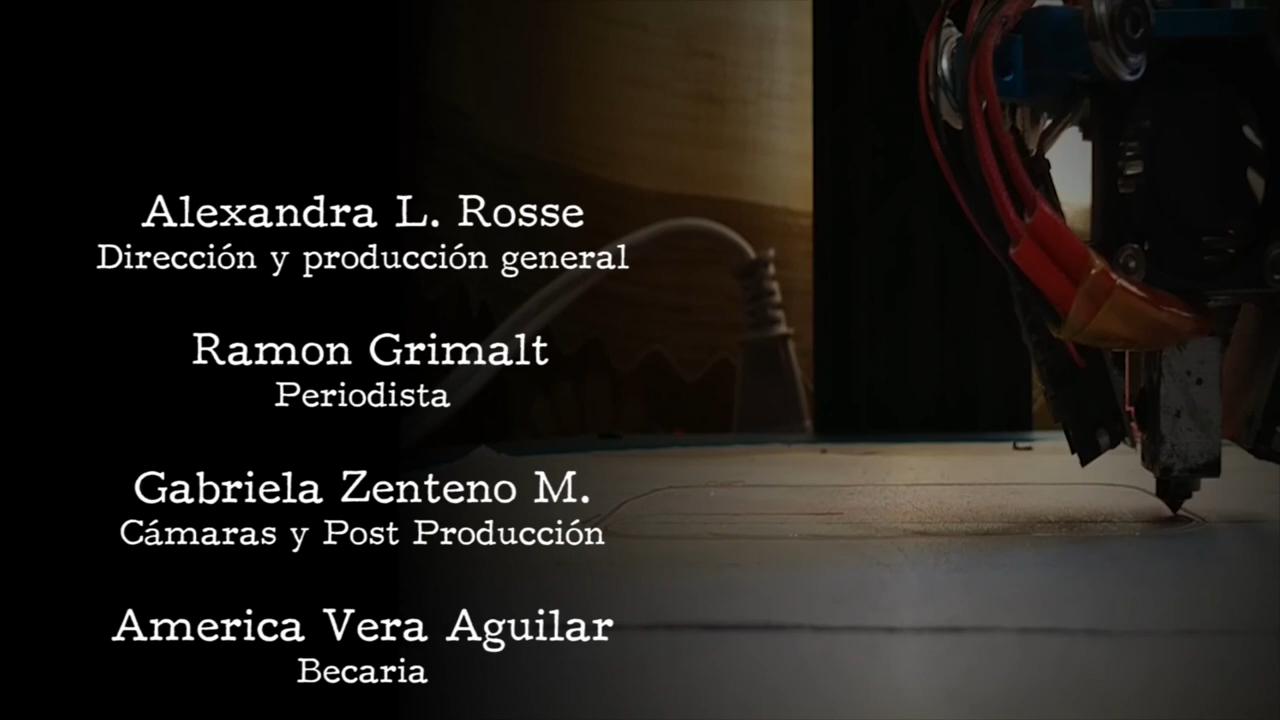 Alexandra L. Rosse
Dirección y producción general
Ramon Grimalt
Periodista
Gabriela Zenteno M.
Cámaras y Post Producción
America Vera Aguilar
Becaria